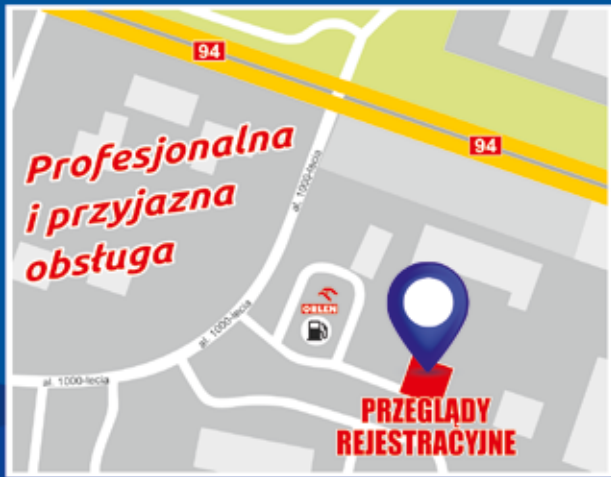 94
Profesjonalna
i przyjazna
obsługa
94
al. 1000-lecia
al. 1000-lecia
al. 1000-lecia
ORLEN
PRZEGLĄDY
REJESTRACYJNE